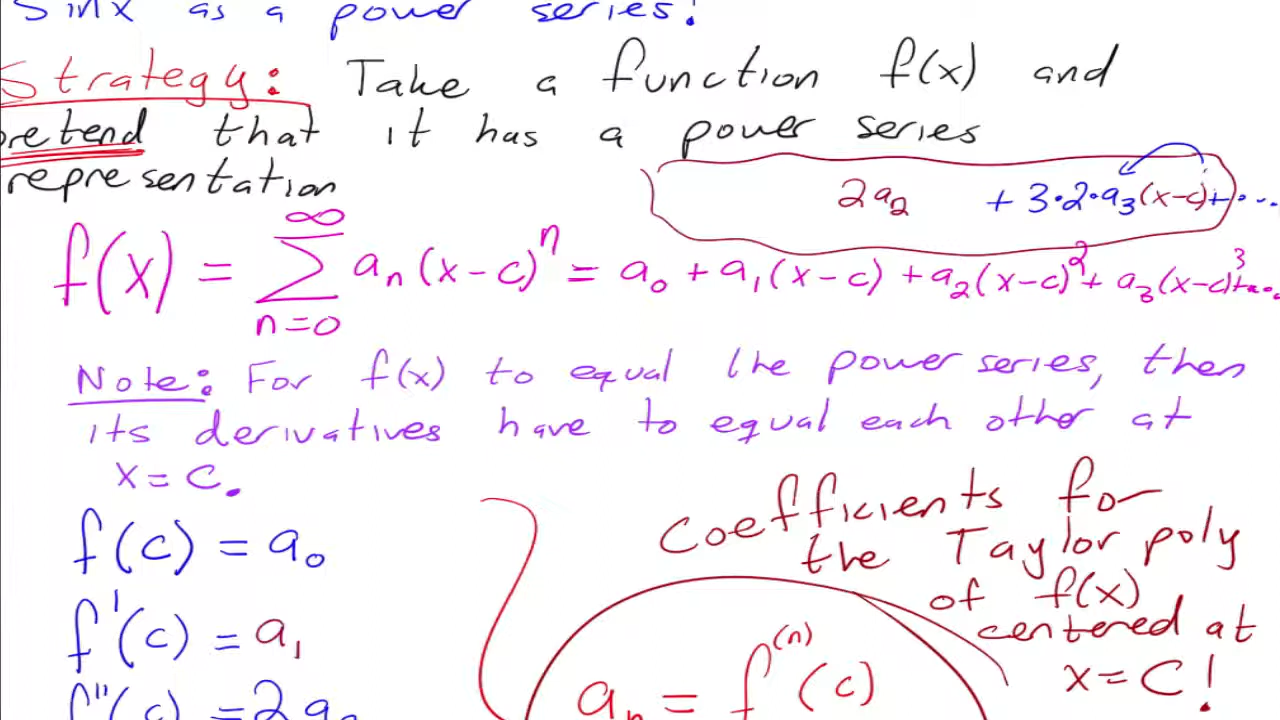 Sinx as a power series!
Strategy: Take a function f(x) and
pretend that it has a power series
representation
2a₂ + 3·2·a₃(x-c)+...
f(x) = ∑_{n=0}^{∞} aₙ(x-c)ⁿ = a₀ + a₁(x-c) + a₂(x-c)² + a₃(x-c)³+...
Note: For f(x) to equal the power series, then
its derivatives have to equal each other at
x = c.
f(c) = a₀
f'(c) = a₁
f''(c) = 2a₂
Coefficients for
the Taylor poly
of f(x)
centered at
x = c!
aₙ = f⁽ⁿ⁾(c)